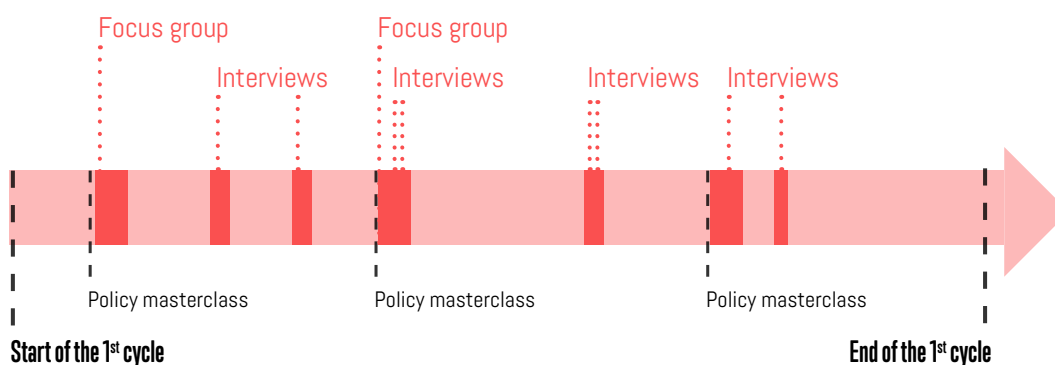 Focus group
Focus group
Interviews
Interviews
Interviews
Interviews
Policy masterclass
Policy masterclass
Policy masterclass
Start of the 1st cycle
End of the 1st cycle